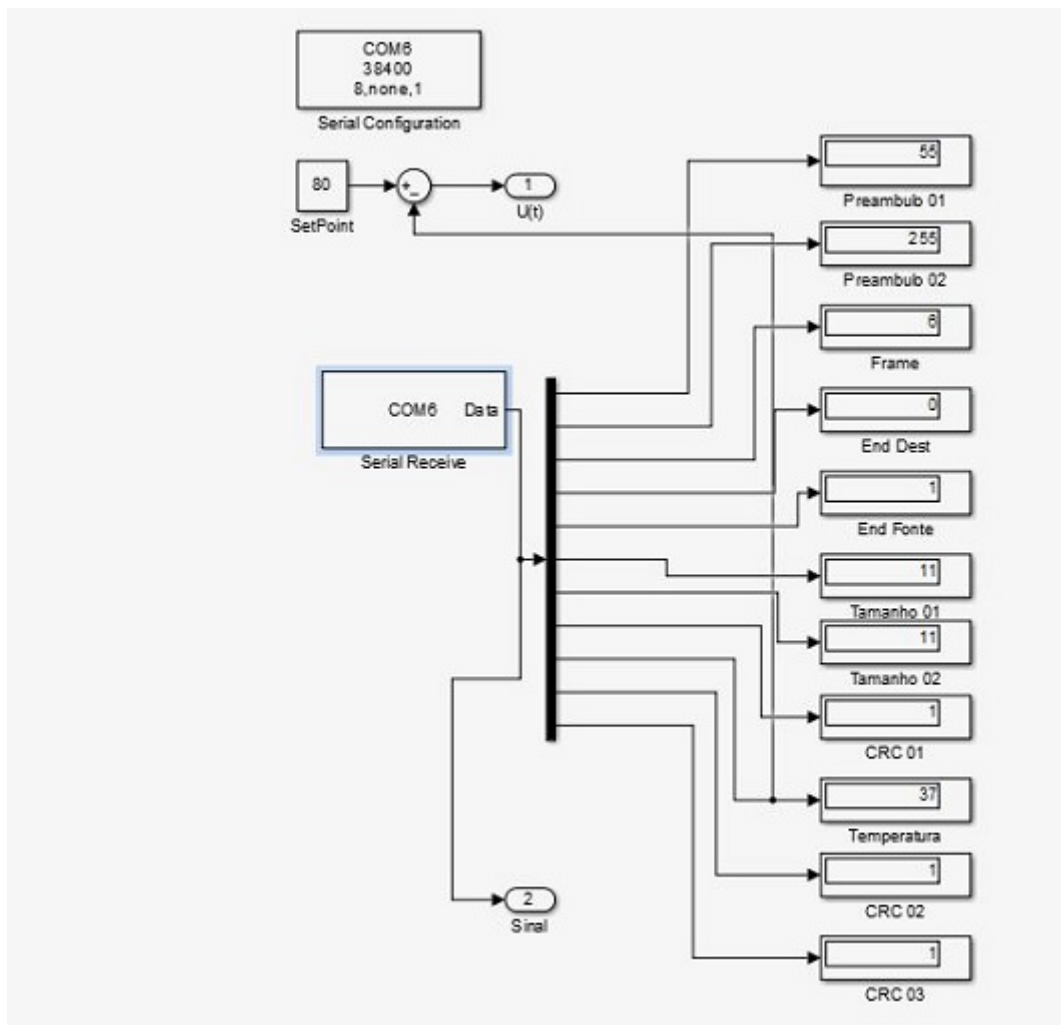 COM6
38400
8,none,1
Serial Configuration
80
SetPoint
+
-
1
U(t)
COM6 Data
Serial Receive
2
Sinal
55
Preambulo 01
255
Preambulo 02
6
Frame
0
End Dest
1
End Fonte
11
Tamanho 01
11
Tamanho 02
1
CRC 01
37
Temperatura
1
CRC 02
1
CRC 03